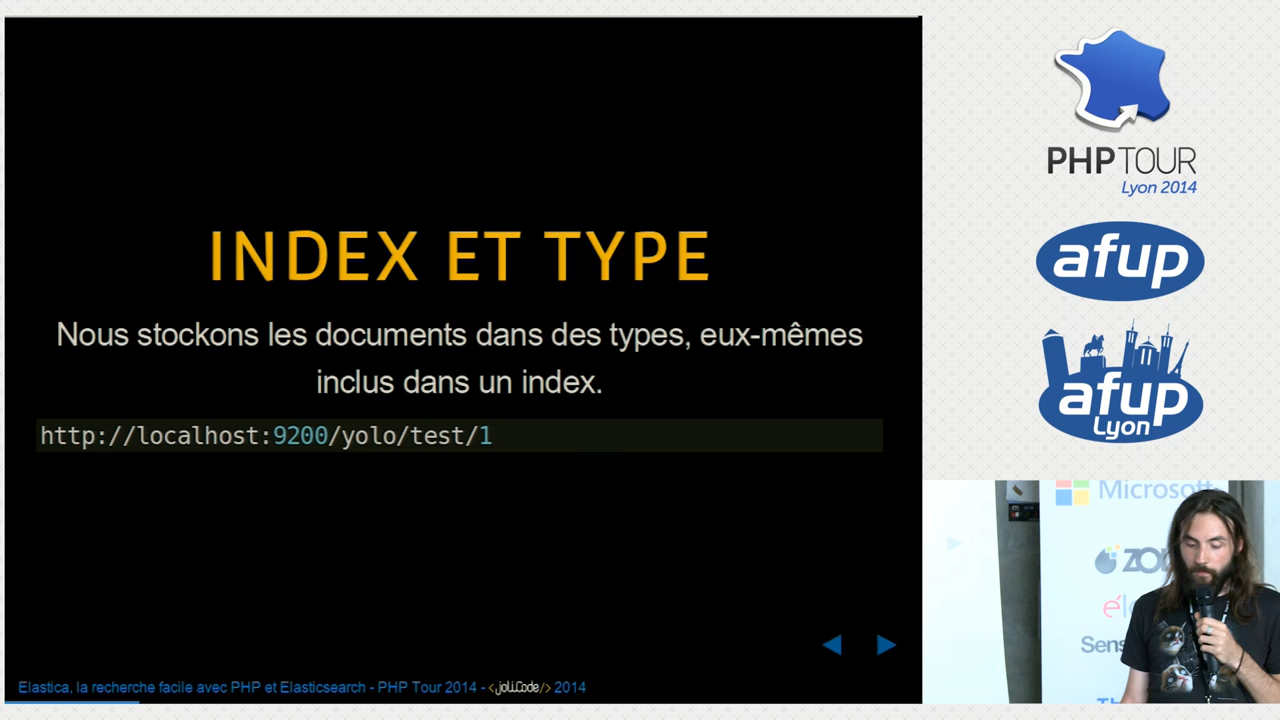 INDEX ET TYPE
Nous stockons les documents dans des types, eux-mêmes
inclus dans un index.
http://localhost:9200/yolo/test/1
Elastica, la recherche facile avec PHP et Elasticsearch - PHP Tour 2014 - <JoliCode/> 2014
PHP TOUR
Lyon 2014
afup
afup
Lyon
Microsoft